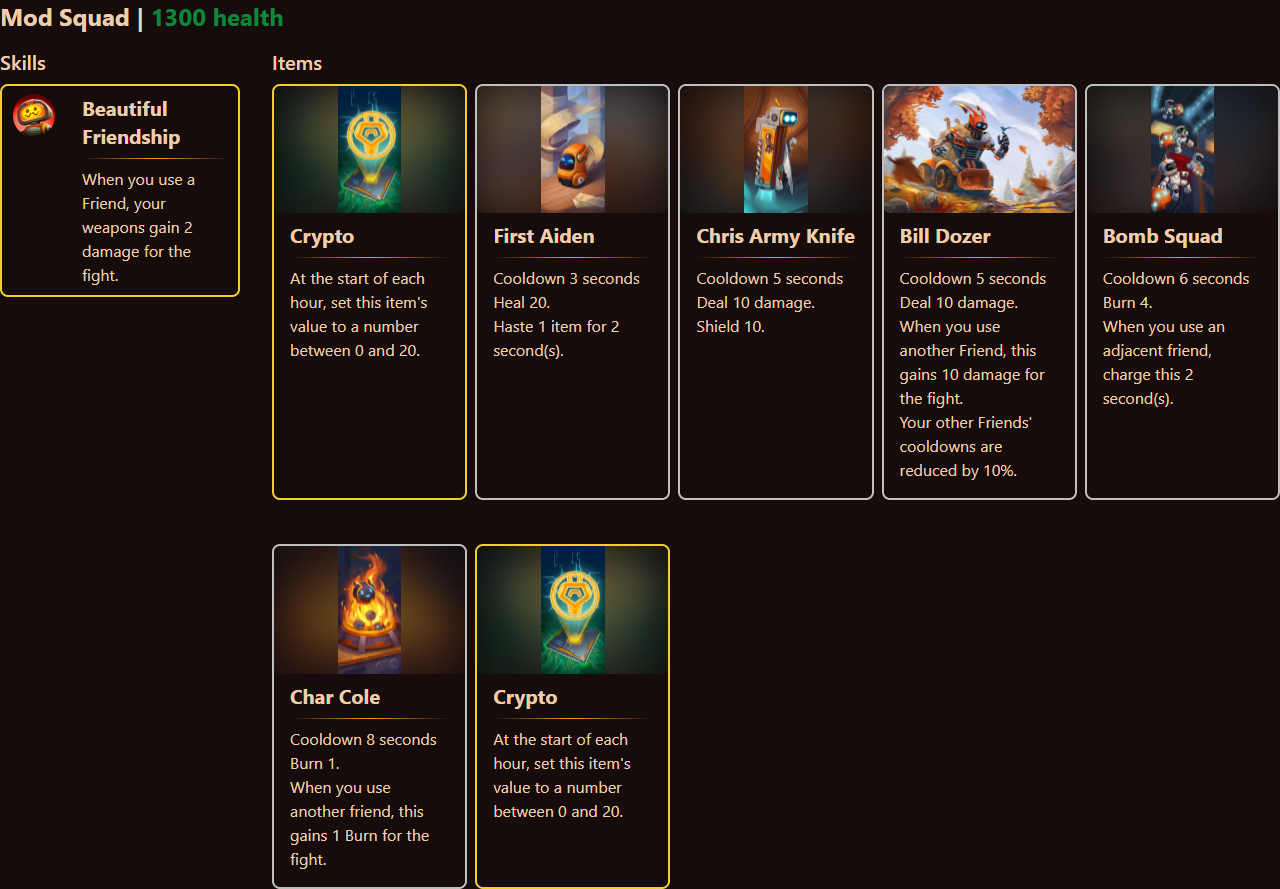 Mod Squad | 1300 health
Skills
Items
Beautiful
Friendship
When you use a
Friend, your
weapons gain 2
damage for the
fight.
Crypto
At the start of each
hour, set this item's
value to a number
between 0 and 20.
First Aiden
Cooldown 3 seconds
Heal 20.
Haste 1 item for 2
second(s).
Chris Army Knife
Cooldown 5 seconds
Deal 10 damage.
Shield 10.
Bill Dozer
Cooldown 5 seconds
Deal 10 damage.
When you use
another Friend, this
gains 10 damage for
the fight.
Your other Friends'
cooldowns are
reduced by 10%.
Bomb Squad
Cooldown 6 seconds
Burn 4.
When you use an
adjacent friend,
charge this 2
second(s).
Char Cole
Cooldown 8 seconds
Burn 1.
When you use
another friend, this
gains 1 Burn for the
fight.
Crypto
At the start of each
hour, set this item's
value to a number
between 0 and 20.